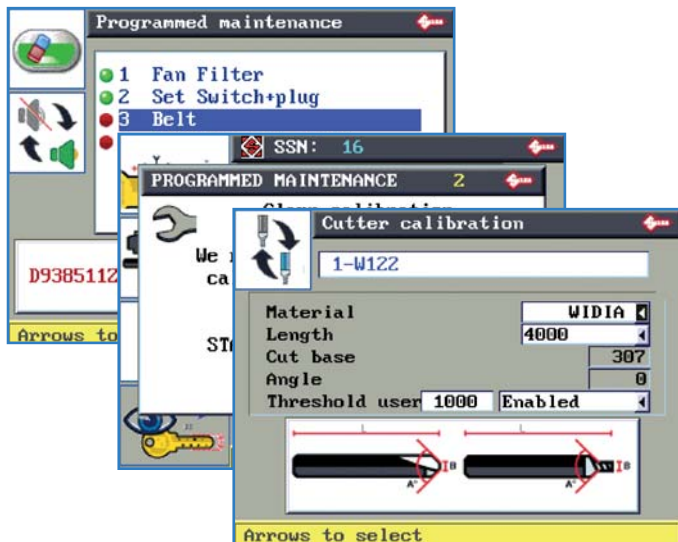 Programmed maintenance
1 Fan Filter
2 Set Switch+plug
3 Belt
D938511Z
Arrows to
SSN: 16
PROGRAMMED MAINTENANCE 2
We
ca
Cutter calibration
1-W122
Material WIDIA
Length 4000
Cut base 307
Angle 0
Threshold user 1000 Enabled
L L
B B
A° A°
Arrows to select